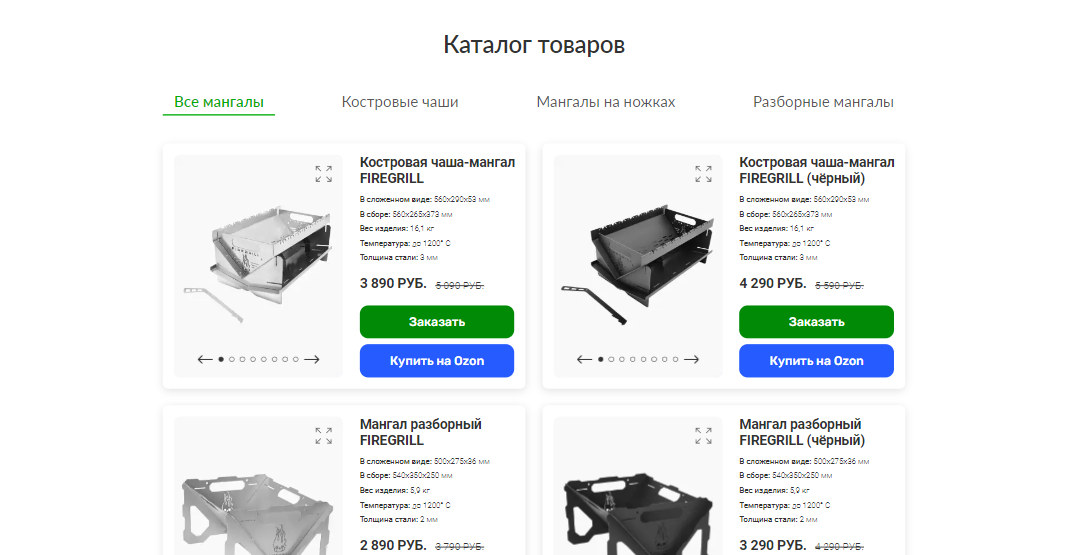 Каталог товаров
Все мангалы
Костровые чаши
Мангалы на ножках
Разборные мангалы
Костровая чаша-мангал
FIREGRILL
В сложенном виде: 560х290х53 мм
В сборе: 560х265х373 мм
Вес изделия: 16,1 кг
Температура: до 1200° С
Толщина стали: 3 мм
3 890 РУБ. 5 090 РУБ.
Заказать
Купить на Ozon
Костровая чаша-мангал
FIREGRILL (чёрный)
В сложенном виде: 560х290х53 мм
В сборе: 560х265х373 мм
Вес изделия: 16,1 кг
Температура: до 1200° С
Толщина стали: 3 мм
4 290 РУБ. 5 590 РУБ.
Заказать
Купить на Ozon
Мангал разборный
FIREGRILL
В сложенном виде: 500х275х36 мм
В сборе: 540х350х250 мм
Вес изделия: 5,9 кг
Температура: до 1200° С
Толщина стали: 2 мм
2 890 РУБ. 3 790 РУБ.
Мангал разборный
FIREGRILL (чёрный)
В сложенном виде: 500х275х36 мм
В сборе: 540х350х250 мм
Вес изделия: 5,9 кг
Температура: до 1200° С
Толщина стали: 2 мм
3 290 РУБ. 4 290 РУБ.